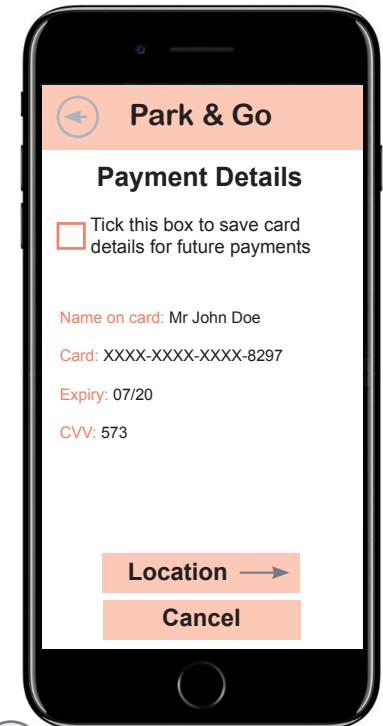 Park & Go
Payment Details
Tick this box to save card
details for future payments
Name on card: Mr John Doe
Card: XXXX-XXXX-XXXX-8297
Expiry: 07/20
CVV: 573
Location
Cancel